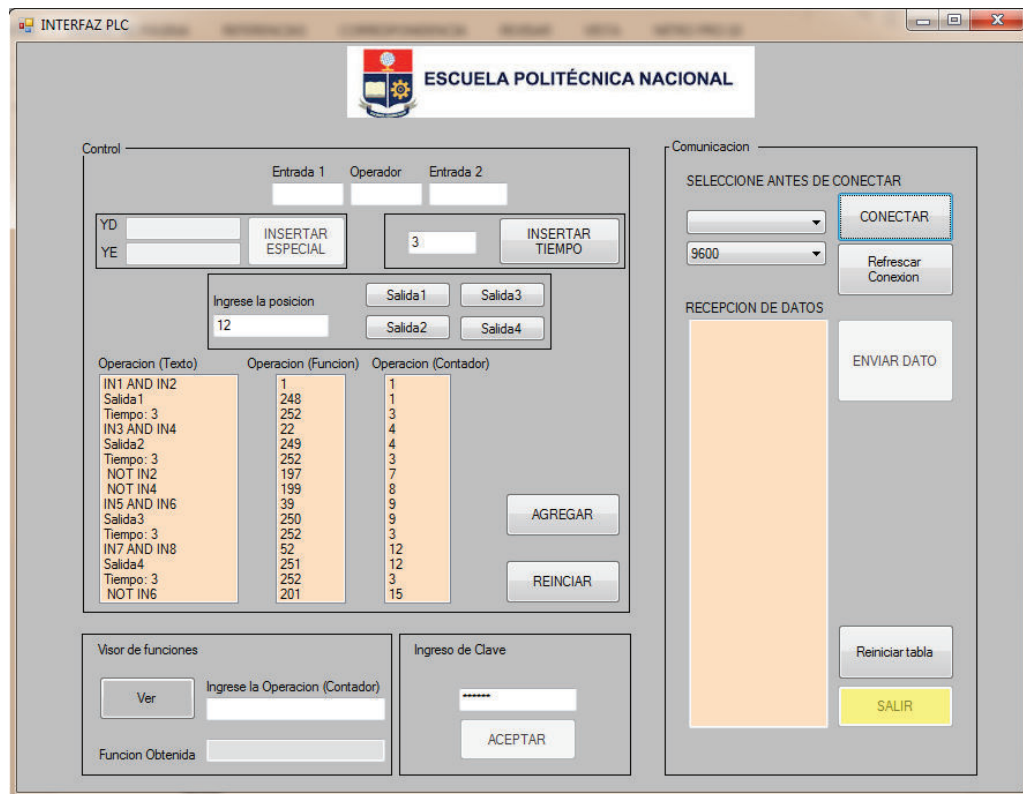 INTERFAZ PLC
ESCUELA POLITÉCNICA NACIONAL
Control
Entrada 1 Operador Entrada 2
YD
YE
INSERTAR
ESPECIAL
3
INSERTAR
TIEMPO
Ingrese la posicion
12
Salida1 Salida3
Salida2 Salida4
Operacion (Texto) Operacion (Funcion) Operacion (Contador)
IN1 AND IN2 1 1
Salida1 248 1
Tiempo: 3 252 3
IN3 AND IN4 22 4
Salida2 249 4
Tiempo: 3 252 3
NOT IN2 197 7
NOT IN4 199 8
IN5 AND IN6 39 9
Salida3 250 9
Tiempo: 3 252 3
IN7 AND IN8 52 12
Salida4 251 12
Tiempo: 3 252 3
NOT IN6 201 15
AGREGAR
REINCIAR
Visor de funciones
Ver
Ingrese la Operacion (Contador)
Funcion Obtenida
Ingreso de Clave
******
ACEPTAR
Comunicacion
SELECCIONE ANTES DE CONECTAR
CONECTAR
9600
Refrescar
Conexion
RECEPCION DE DATOS
ENVIAR DATO
Reiniciar tabla
SALIR